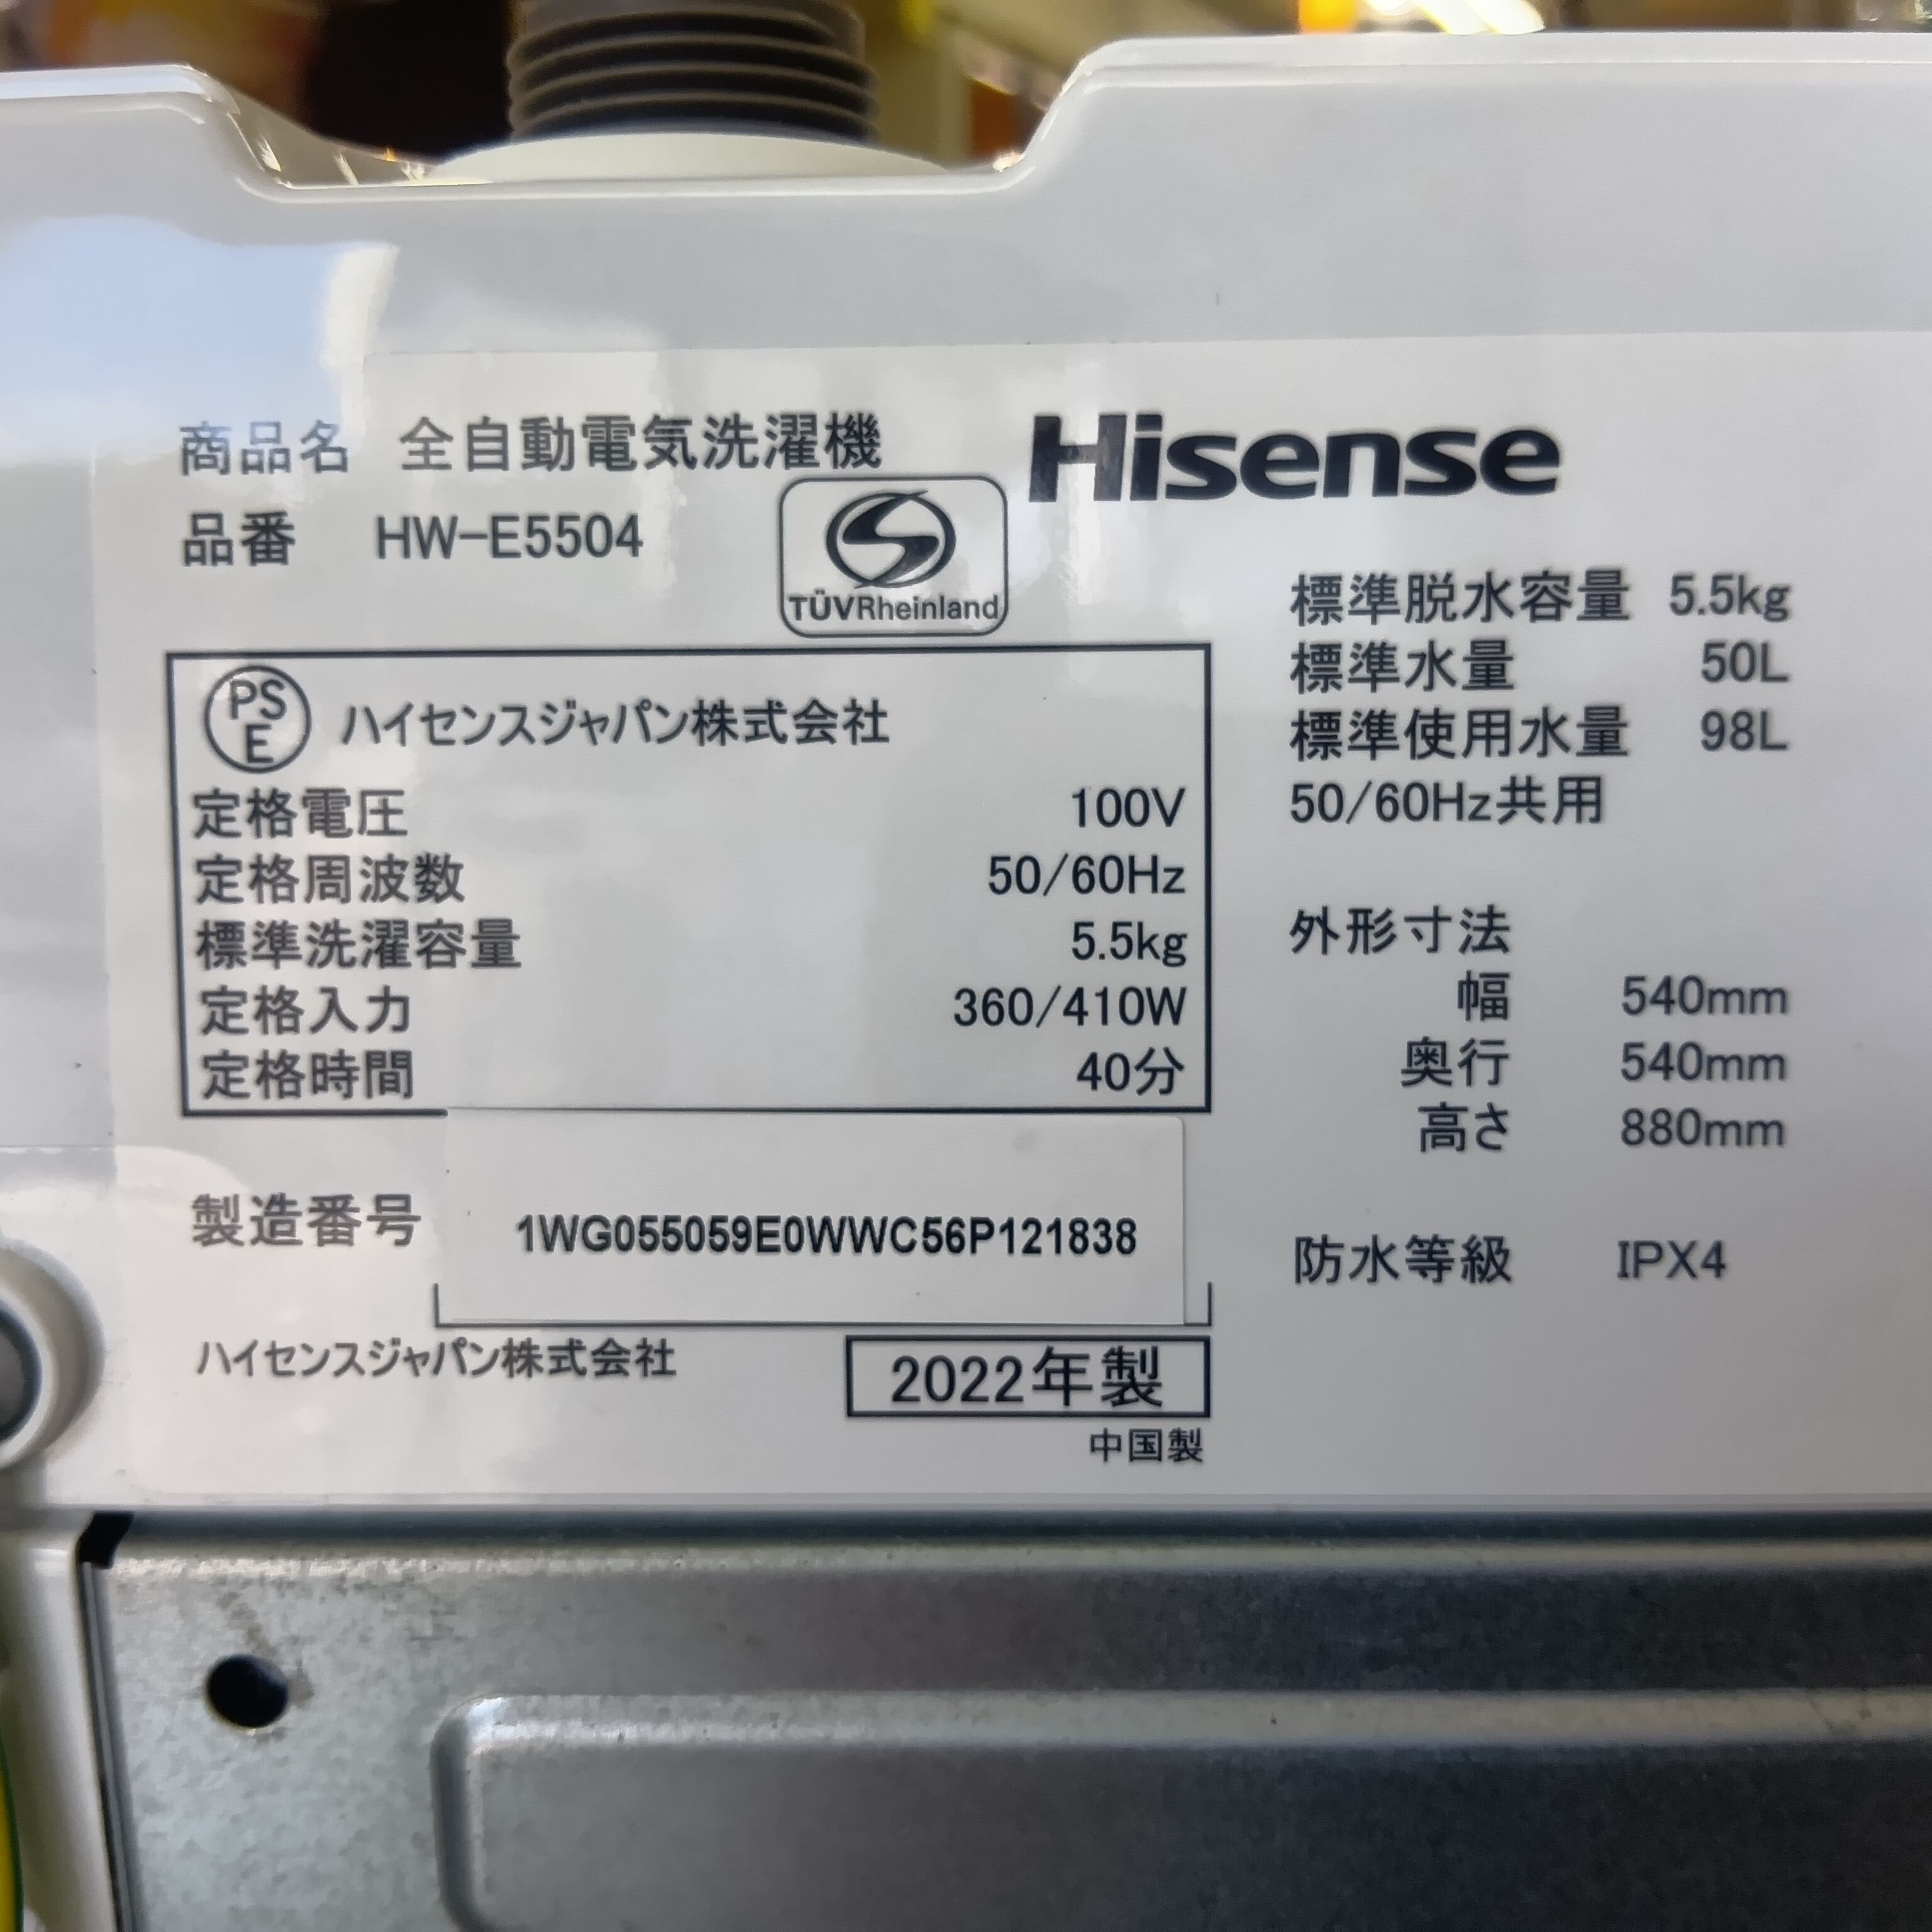 商品名 全自動電気洗濯機
Hisense
品番 HW-E5504
TÜVRheinland
PSE ハイセンスジャパン株式会社
定格電圧 100V
定格周波数 50/60Hz
標準洗濯容量 5.5kg
定格入力 360/410W
定格時間 40分
製造番号 1WG055059E0WWC56P121838
ハイセンスジャパン株式会社
2022年製
中国製
標準脱水容量 5.5kg
標準水量 50L
標準使用水量 98L
50/60Hz共用
外形寸法
幅 540mm
奥行 540mm
高さ 880mm
防水等級 IPX4